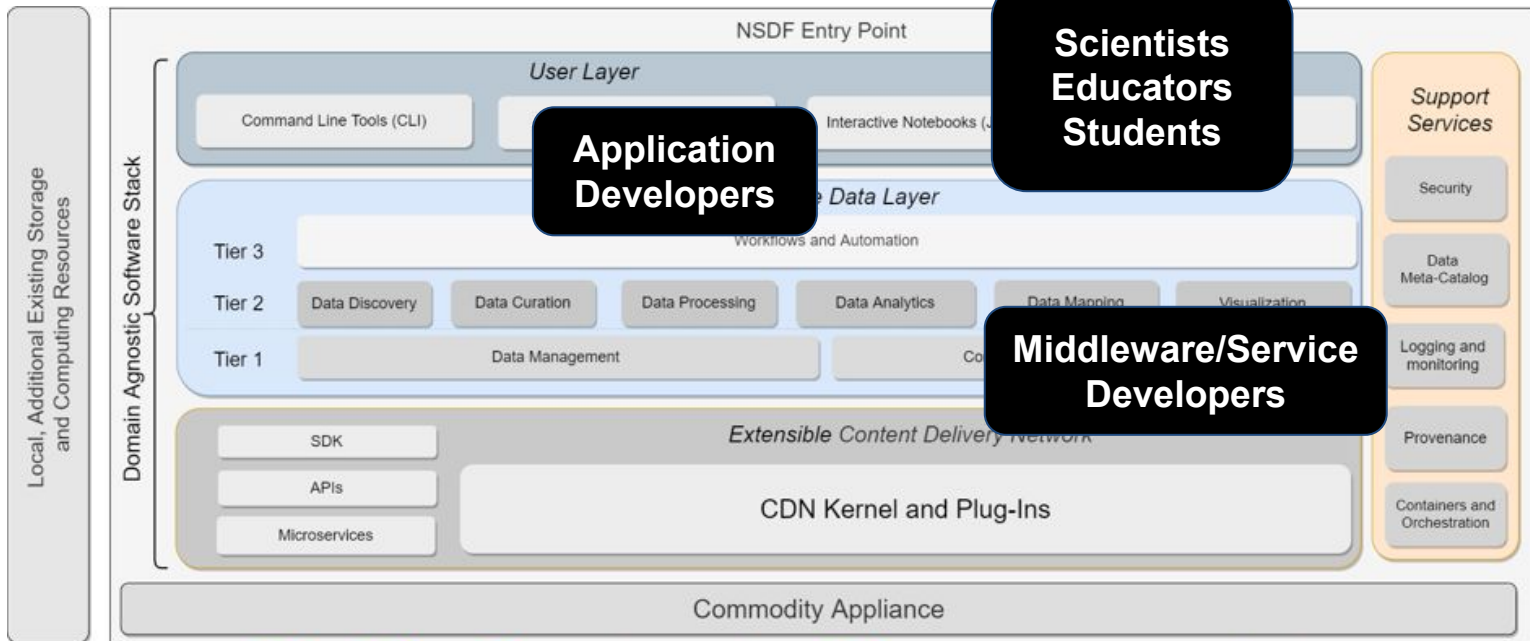 NSDF Entry Point
User Layer
Command Line Tools (CLI)
Interactive Notebooks (J
Scientists
Educators
Students
Application
Developers
Data Layer
Tier 3
Workflows and Automation
Tier 2
Data Discovery
Data Curation
Data Processing
Data Analytics
Data Mapping
Visualization
Tier 1
Data Management
Middleware/Service
Developers
Extensible Content Delivery Network
SDK
APIs
Microservices
CDN Kernel and Plug-Ins
Commodity Appliance
Local, Additional Existing Storage
and Computing Resources
Domain Agnostic Software Stack
Support
Services
Security
Data
Meta-Catalog
Logging and
monitoring
Provenance
Containers and
Orchestration